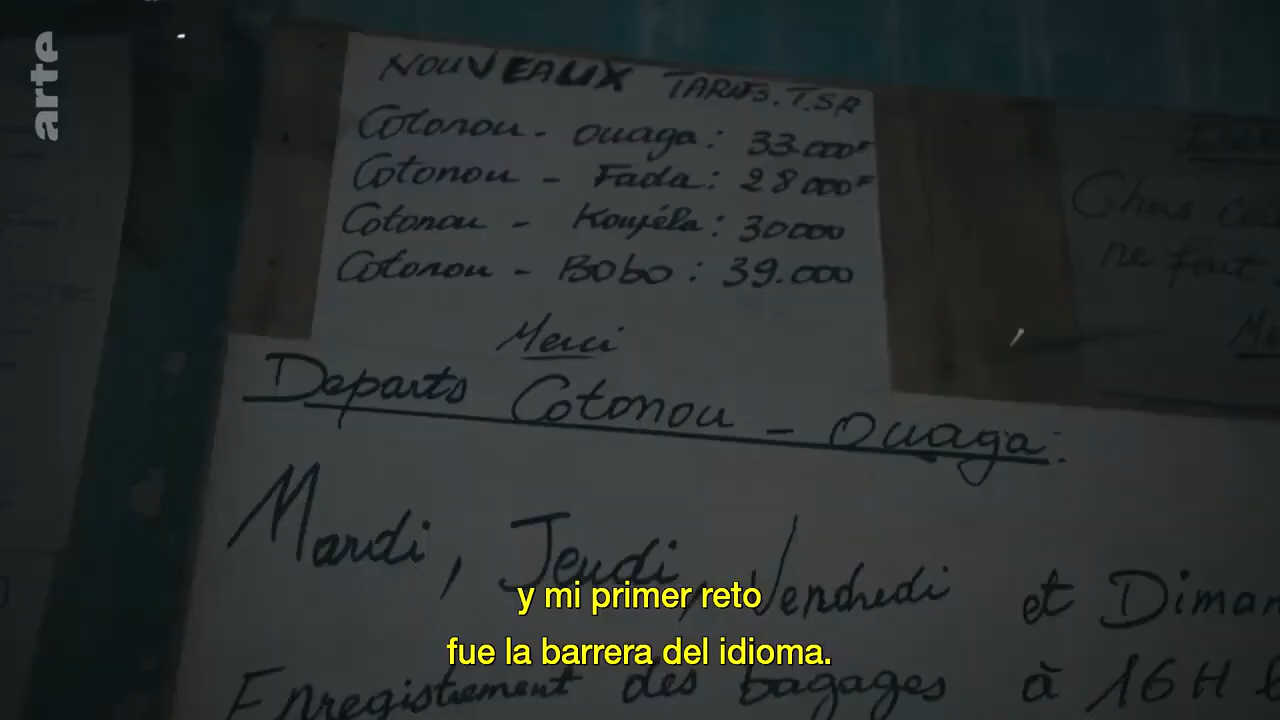 arte
NOUVEAUX TARIFS. T.S.R
Cotonou - Ouaga : 33.000F
Cotonou - Fada : 28 000F
Cotonou - Koupéla : 30000
Cotonou - Bobo : 39.000
Merci
Departs Cotonou - Ouaga :
Mardi, Jeudi, Vendredi et Diman
Enregistrement des bagages à 16H
ne faut
y mi primer reto
fue la barrera del idioma.